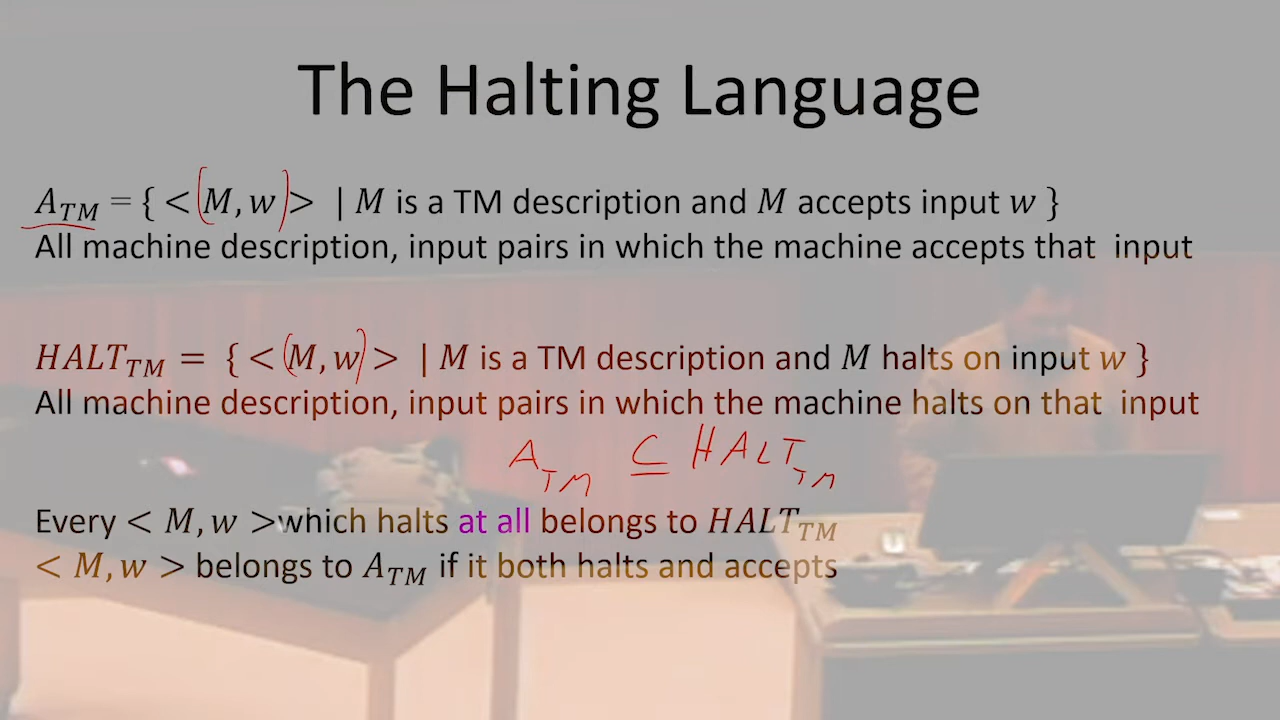 The Halting Language
A_TM = { < M, w > | M is a TM description and M accepts input w }
All machine description, input pairs in which the machine accepts that input
HALT_TM = { < M, w > | M is a TM description and M halts on input w }
All machine description, input pairs in which the machine halts on that input
A_TM ⊆ HALT_TM
Every < M, w >which halts at all belongs to HALT_TM
< M, w > belongs to A_TM if it both halts and accepts